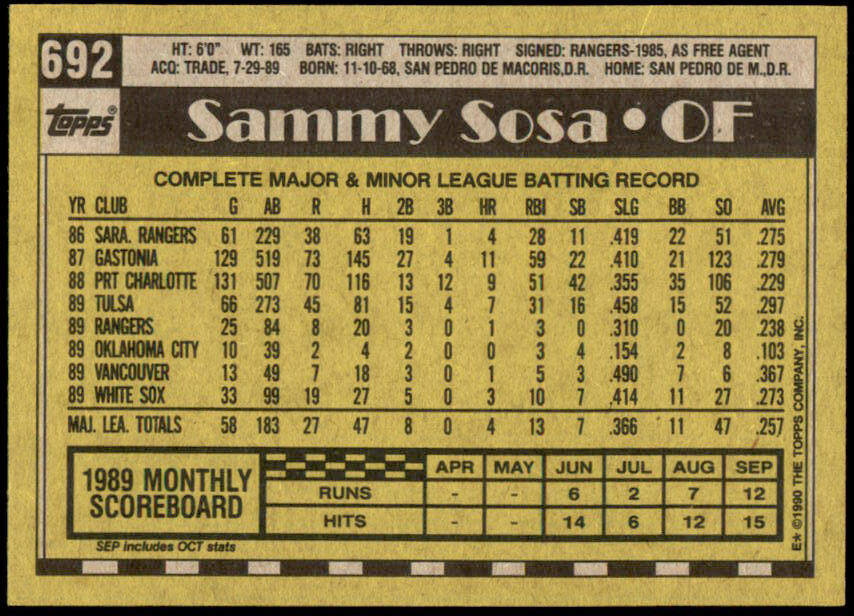 692
HT: 6'0" WT: 165 BATS: RIGHT THROWS: RIGHT SIGNED: RANGERS-1985, AS FREE AGENT
ACQ: TRADE, 7-29-89 BORN: 11-10-68, SAN PEDRO DE MACORIS,D.R. HOME: SAN PEDRO DE M.,D.R.
TOPPS®
Sammy Sosa • OF
COMPLETE MAJOR & MINOR LEAGUE BATTING RECORD
YR CLUB G AB R H 2B 3B HR RBI SB SLG BB SO AVG
86 SARA. RANGERS 61 229 38 63 19 1 4 28 11 .419 22 51 .275
87 GASTONIA 129 519 73 145 27 4 11 59 22 .410 21 123 .279
88 PRT CHARLOTTE 131 507 70 116 13 12 9 51 42 .355 35 106 .229
89 TULSA 66 273 45 81 15 4 7 31 16 .458 15 52 .297
89 RANGERS 25 84 8 20 3 0 1 3 0 .310 0 20 .238
89 OKLAHOMA CITY 10 39 2 4 2 0 0 3 4 .154 2 8 .103
89 VANCOUVER 13 49 7 18 3 0 1 5 3 .490 7 6 .367
89 WHITE SOX 33 99 19 27 5 0 3 10 7 .414 11 27 .273
MAJ. LEA. TOTALS 58 183 27 47 8 0 4 13 7 .366 11 47 .257
1989 MONTHLY
SCOREBOARD
APR MAY JUN JUL AUG SEP
RUNS - - 6 2 7 12
HITS - - 14 6 12 15
SEP includes OCT stats
E* ©1990 THE TOPPS COMPANY, INC.